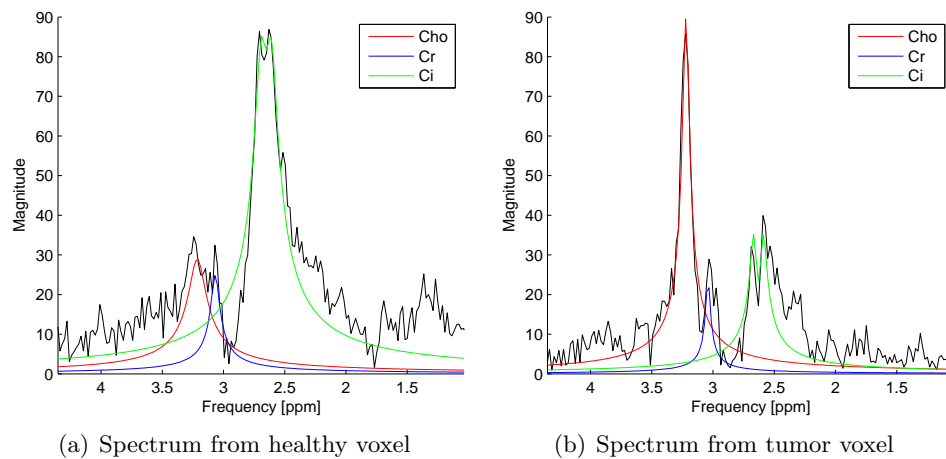 90
80
70
60
50
40
30
20
10
0
Magnitude
4 3.5 3 2.5 2 1.5
Frequency [ppm]
Cho
Cr
Ci
(a) Spectrum from healthy voxel
90
80
70
60
50
40
30
20
10
0
Magnitude
4 3.5 3 2.5 2 1.5
Frequency [ppm]
Cho
Cr
Ci
(b) Spectrum from tumor voxel